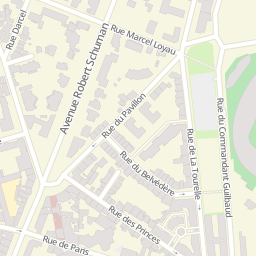 Rue Darcel
Rue Marcel Loyau
Avenue Robert Schuman
Rue du Pavillon
Rue du Commandant Guilbaud
Rue de La Tourelle
Rue du Belvédère
Rue des Princes
Rue de Paris